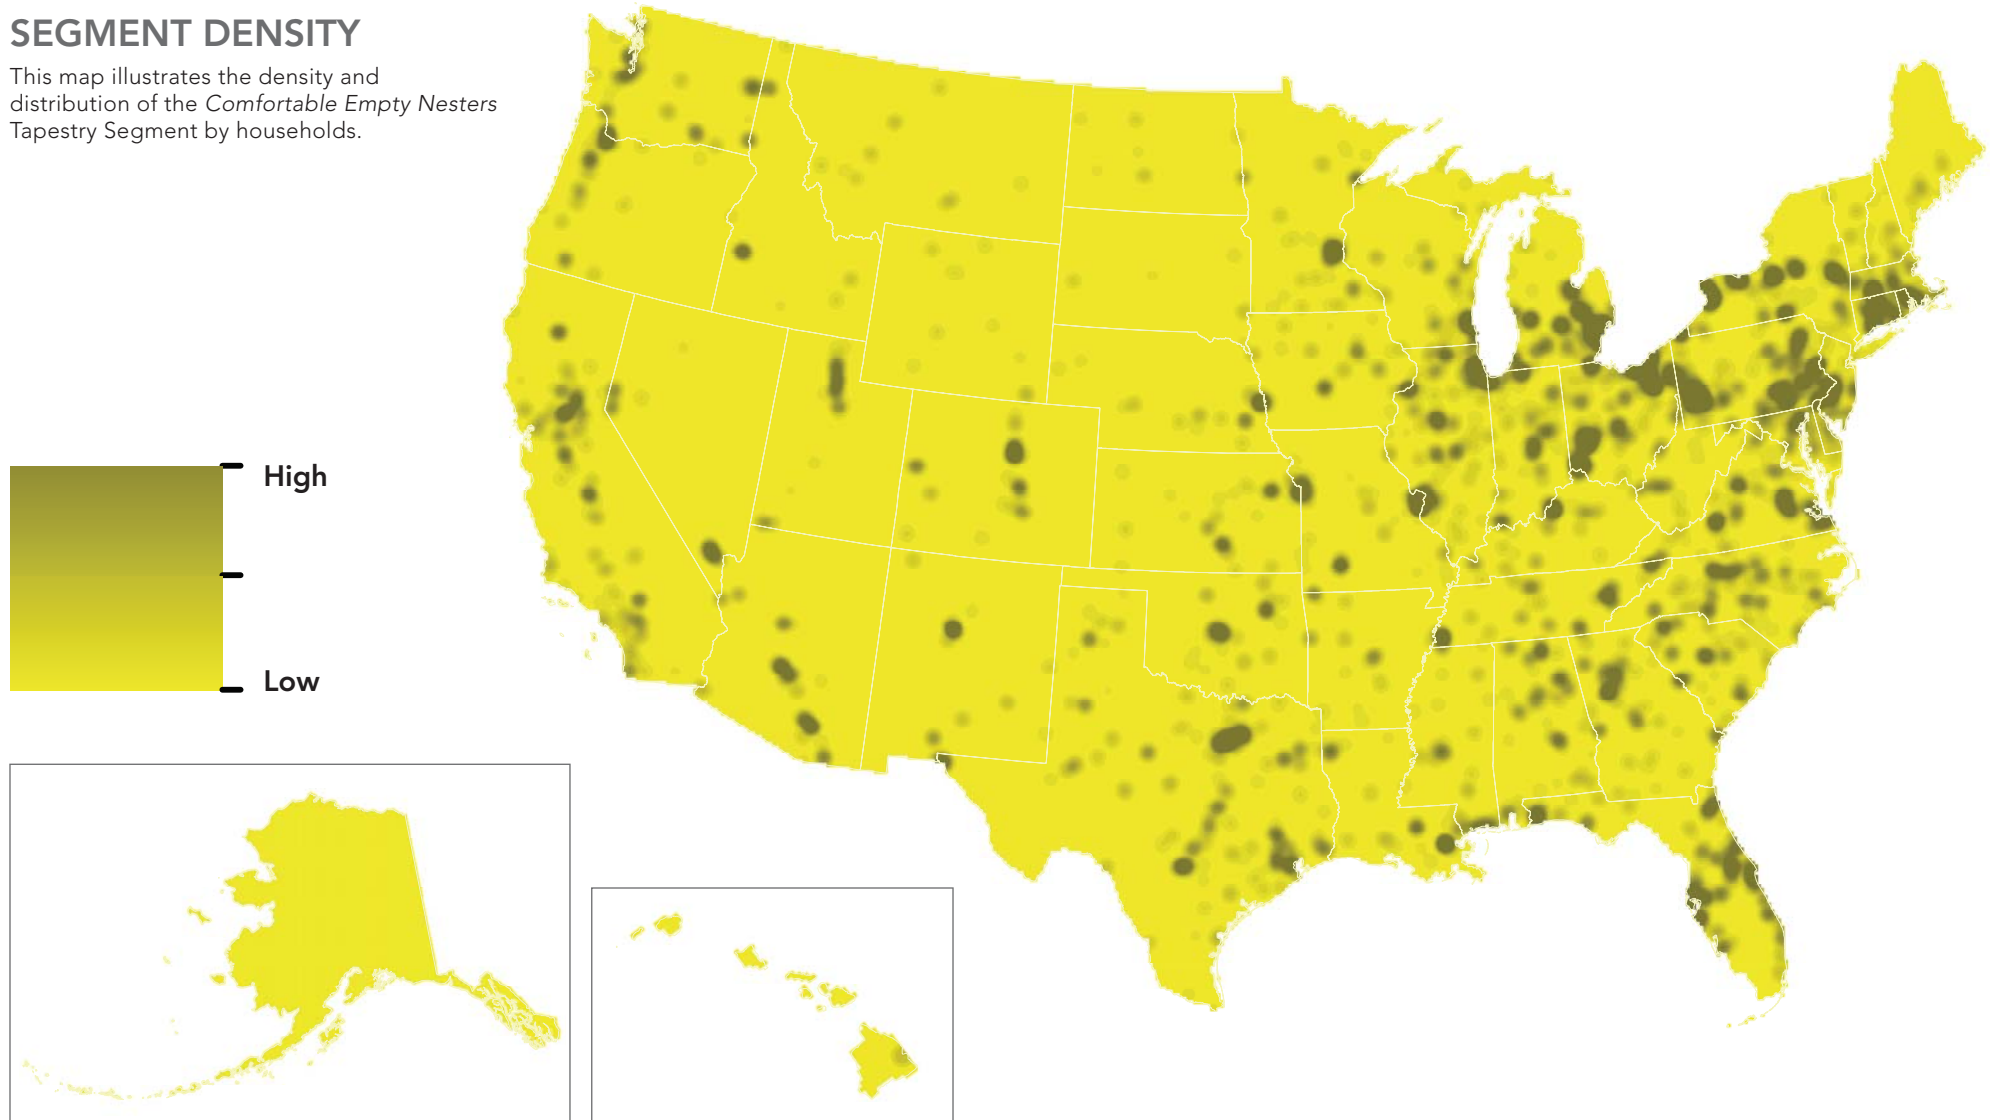 SEGMENT DENSITY
This map illustrates the density and
distribution of the Comfortable Empty Nesters
Tapestry Segment by households.
High
Low